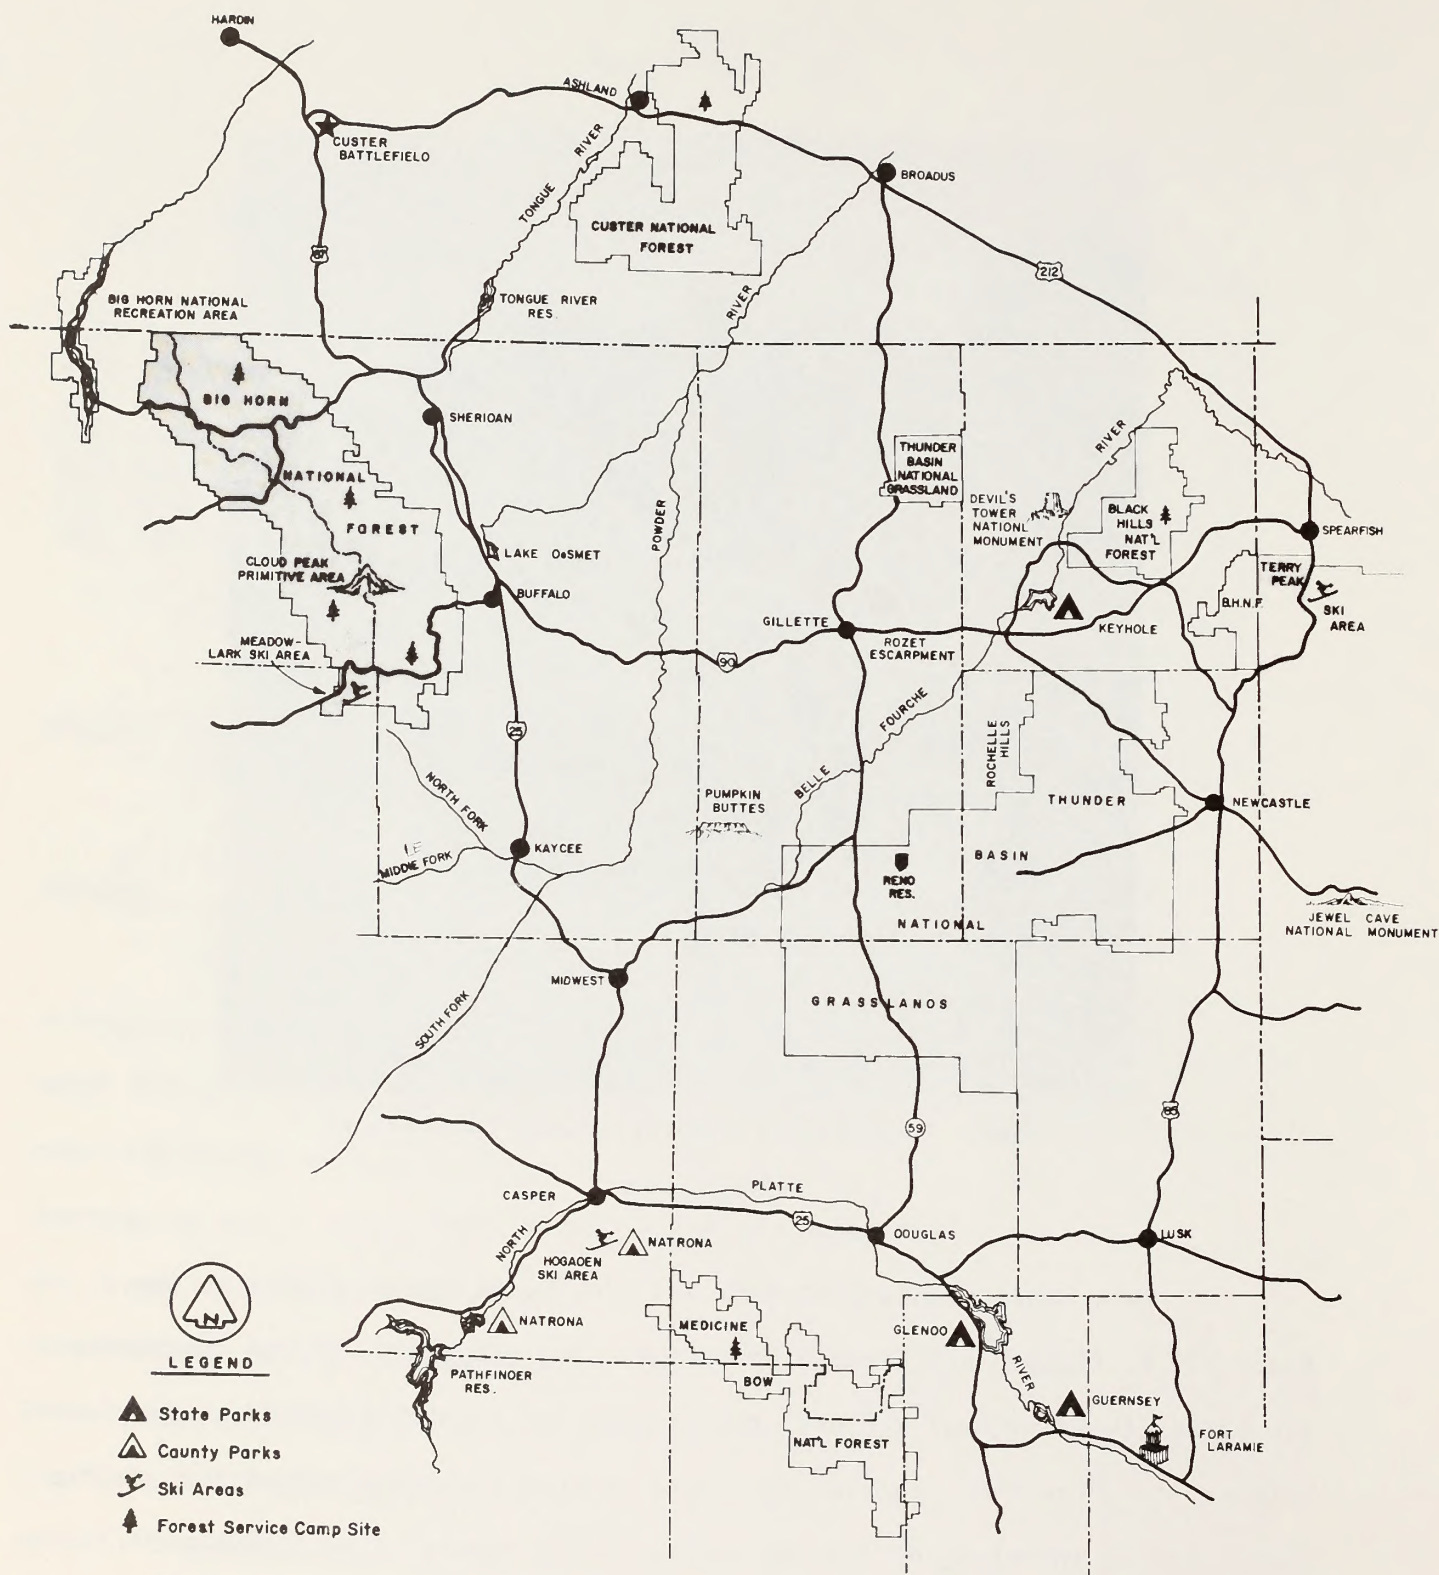 HARDIN
ASHLAND
CUSTER
BATTLEFIELD
TONGUE RIVER
BROADUS
CUSTER NATIONAL
FOREST
87
212
BIG HORN NATIONAL
RECREATION AREA
TONGUE RIVER
RES.
RIVER
BIG HORN
SHERIDAN
NATIONAL
FOREST
POWDER
THUNDER
BASIN
NATIONAL
GRASSLAND
RIVER
DEVIL'S
TOWER
NATIONL
MONUMENT
BLACK
HILLS
NAT'L
FOREST
SPEARFISH
LAKE DeSMET
CLOUD PEAK
PRIMITIVE AREA
TERRY
PEAK
SKI
AREA
B.H.N.F.
BUFFALO
GILLETTE
KEYHOLE
ROZET
ESCARPMENT
MEADOW-
LARK SKI AREA
90
25
BELLE FOURCHE
ROCHELLE
HILLS
NORTH FORK
PUMPKIN
BUTTES
THUNDER
NEWCASTLE
KAYCEE
LE
MIDDIE FORK
BASIN
RENO
RES.
NATIONAL
JEWEL CAVE
NATIONAL MONUMENT
MIDWEST
GRASSLANDS
SOUTH FORK
85
59
CASPER
PLATTE
25
DOUGLAS
LUSK
NORTH
NATRONA
HOGADEN
SKI AREA
NATRONA
MEDICINE
GLENDO
RIVER
PATHFINDER
RES.
BOW
GUERNSEY
NAT'L FOREST
FORT
LARAMIE
N
LEGEND
State Parks
County Parks
Ski Areas
Forest Service Camp Site